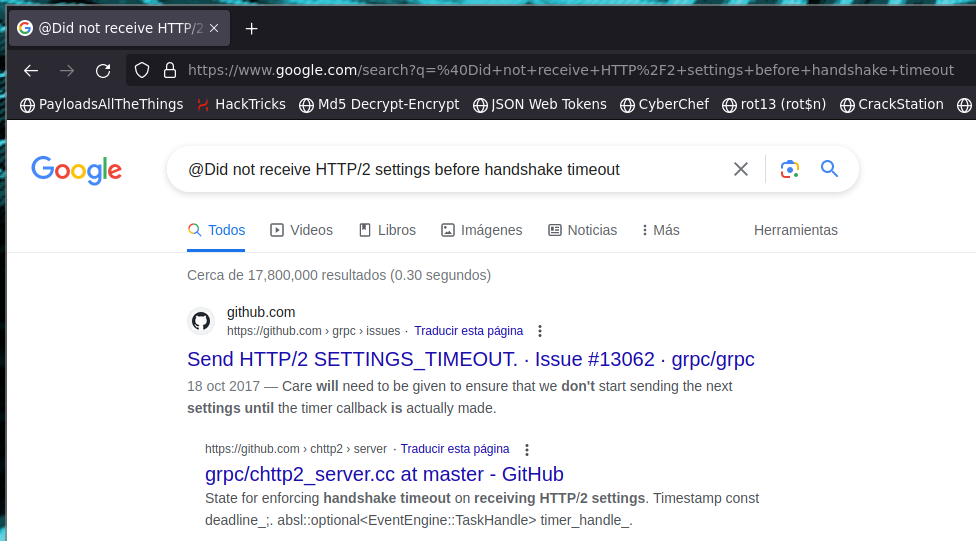 @Did not receive HTTP/2
https://www.google.com/search?q=%40Did+not+receive+HTTP%2F2+settings+before+handshake+timeout
PayloadsAllTheThings HackTricks Md5 Decrypt-Encrypt JSON Web Tokens CyberChef rot13 (rot$n) CrackStation
Google @Did not receive HTTP/2 settings before handshake timeout
Todos Videos Libros Imágenes Noticias Más Herramientas
Cerca de 17,800,000 resultados (0.30 segundos)
github.com
https://github.com › grpc › issues · Traducir esta página
Send HTTP/2 SETTINGS_TIMEOUT. · Issue #13062 · grpc/grpc
18 oct 2017 — Care will need to be given to ensure that we don't start sending the next
settings until the timer callback is actually made.
https://github.com › chttp2 › server · Traducir esta página
grpc/chttp2_server.cc at master - GitHub
State for enforcing handshake timeout on receiving HTTP/2 settings. Timestamp const
deadline_;. absl::optional<EventEngine::TaskHandle> timer_handle_.